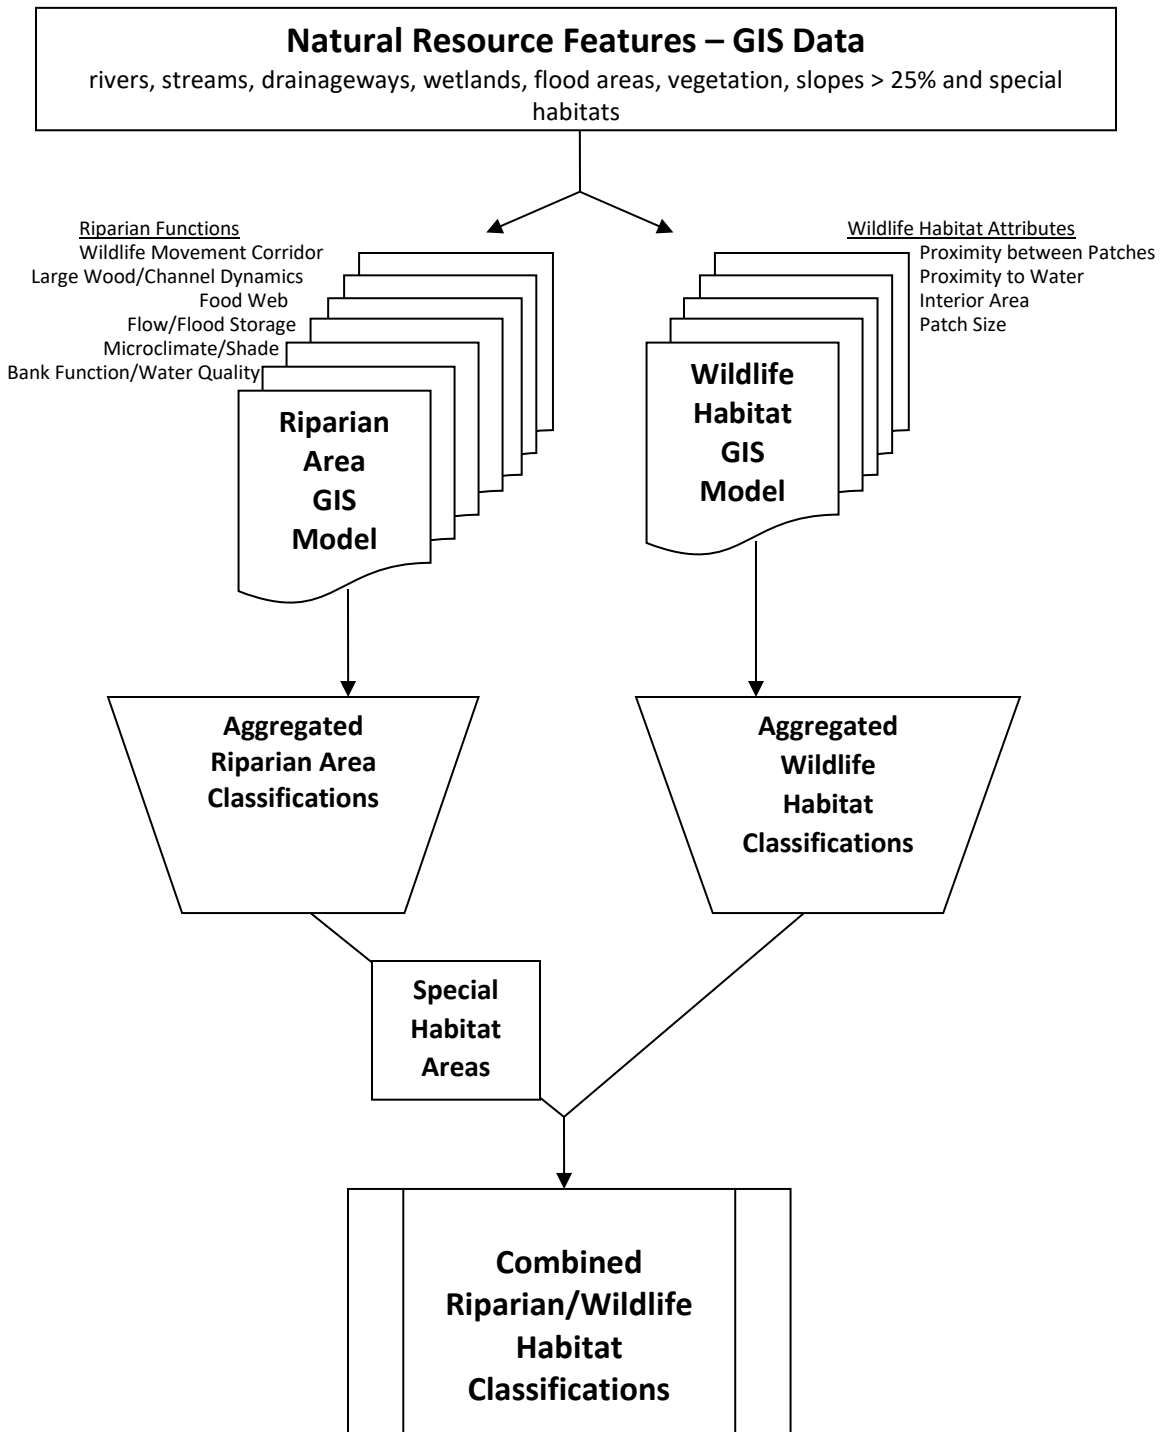 Natural Resource Features – GIS Data
rivers, streams, drainageways, wetlands, flood areas, vegetation, slopes > 25% and special
habitats
Riparian Functions
Wildlife Movement Corridor
Large Wood/Channel Dynamics
Food Web
Flow/Flood Storage
Microclimate/Shade
Bank Function/Water Quality
Wildlife Habitat Attributes
Proximity between Patches
Proximity to Water
Interior Area
Patch Size
Riparian
Area
GIS
Model
Wildlife
Habitat
GIS
Model
Aggregated
Riparian Area
Classifications
Aggregated
Wildlife
Habitat
Classifications
Special
Habitat
Areas
Combined
Riparian/Wildlife
Habitat
Classifications